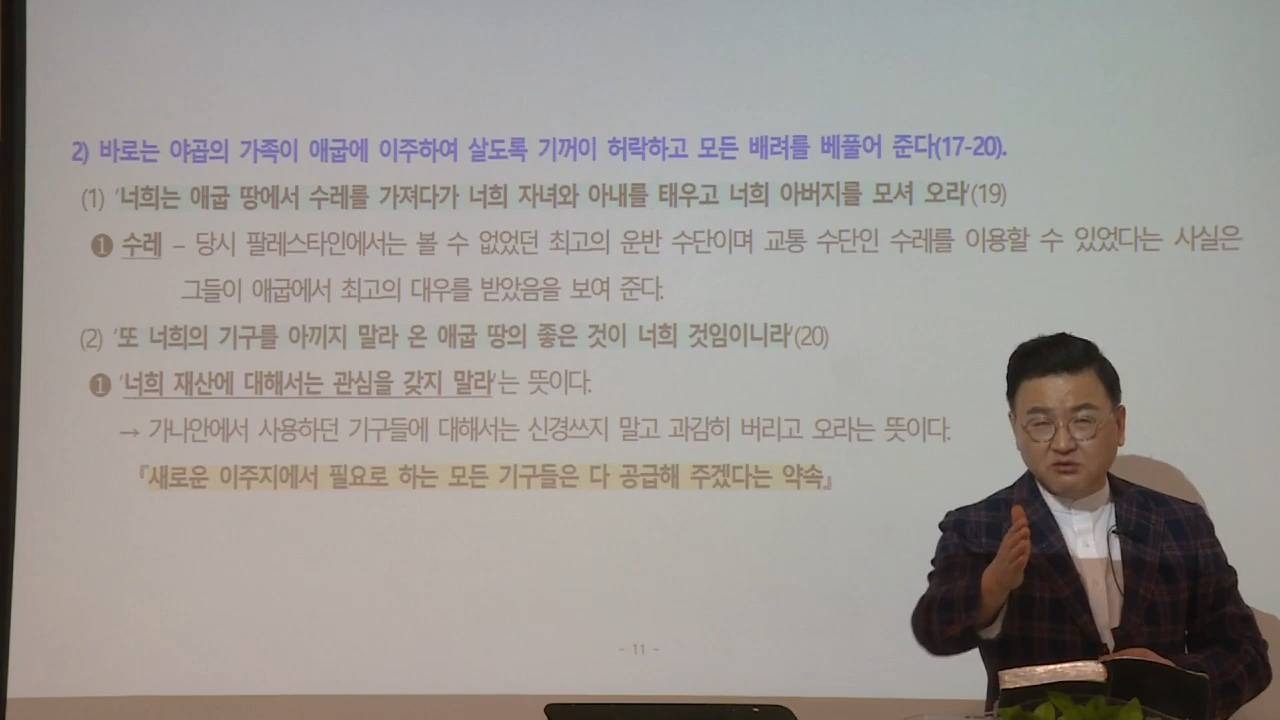 2) 바로는 야곱의 가족이 애굽에 이주하여 살도록 기꺼이 허락하고 모든 배려를 베풀어 준다(17-20).
(1) '너희는 애굽 땅에서 수레를 가져다가 너희 자녀와 아내를 태우고 너희 아버지를 모셔 오라'(19)
❶ 수레 – 당시 팔레스타인에서는 볼 수 없었던 최고의 운반 수단이며 교통 수단인 수레를 이용할 수 있었다는 사실은
그들이 애굽에서 최고의 대우를 받았음을 보여 준다.
(2) '또 너희의 기구를 아끼지 말라 온 애굽 땅의 좋은 것이 너희 것임이니라'(20)
❶ '너희 재산에 대해서는 관심을 갖지 말라'는 뜻이다.
→ 가나안에서 사용하던 기구들에 대해서는 신경쓰지 말고 과감히 버리고 오라는 뜻이다.
『새로운 이주지에서 필요로 하는 모든 기구들은 다 공급해 주겠다는 약속』
- 11 -